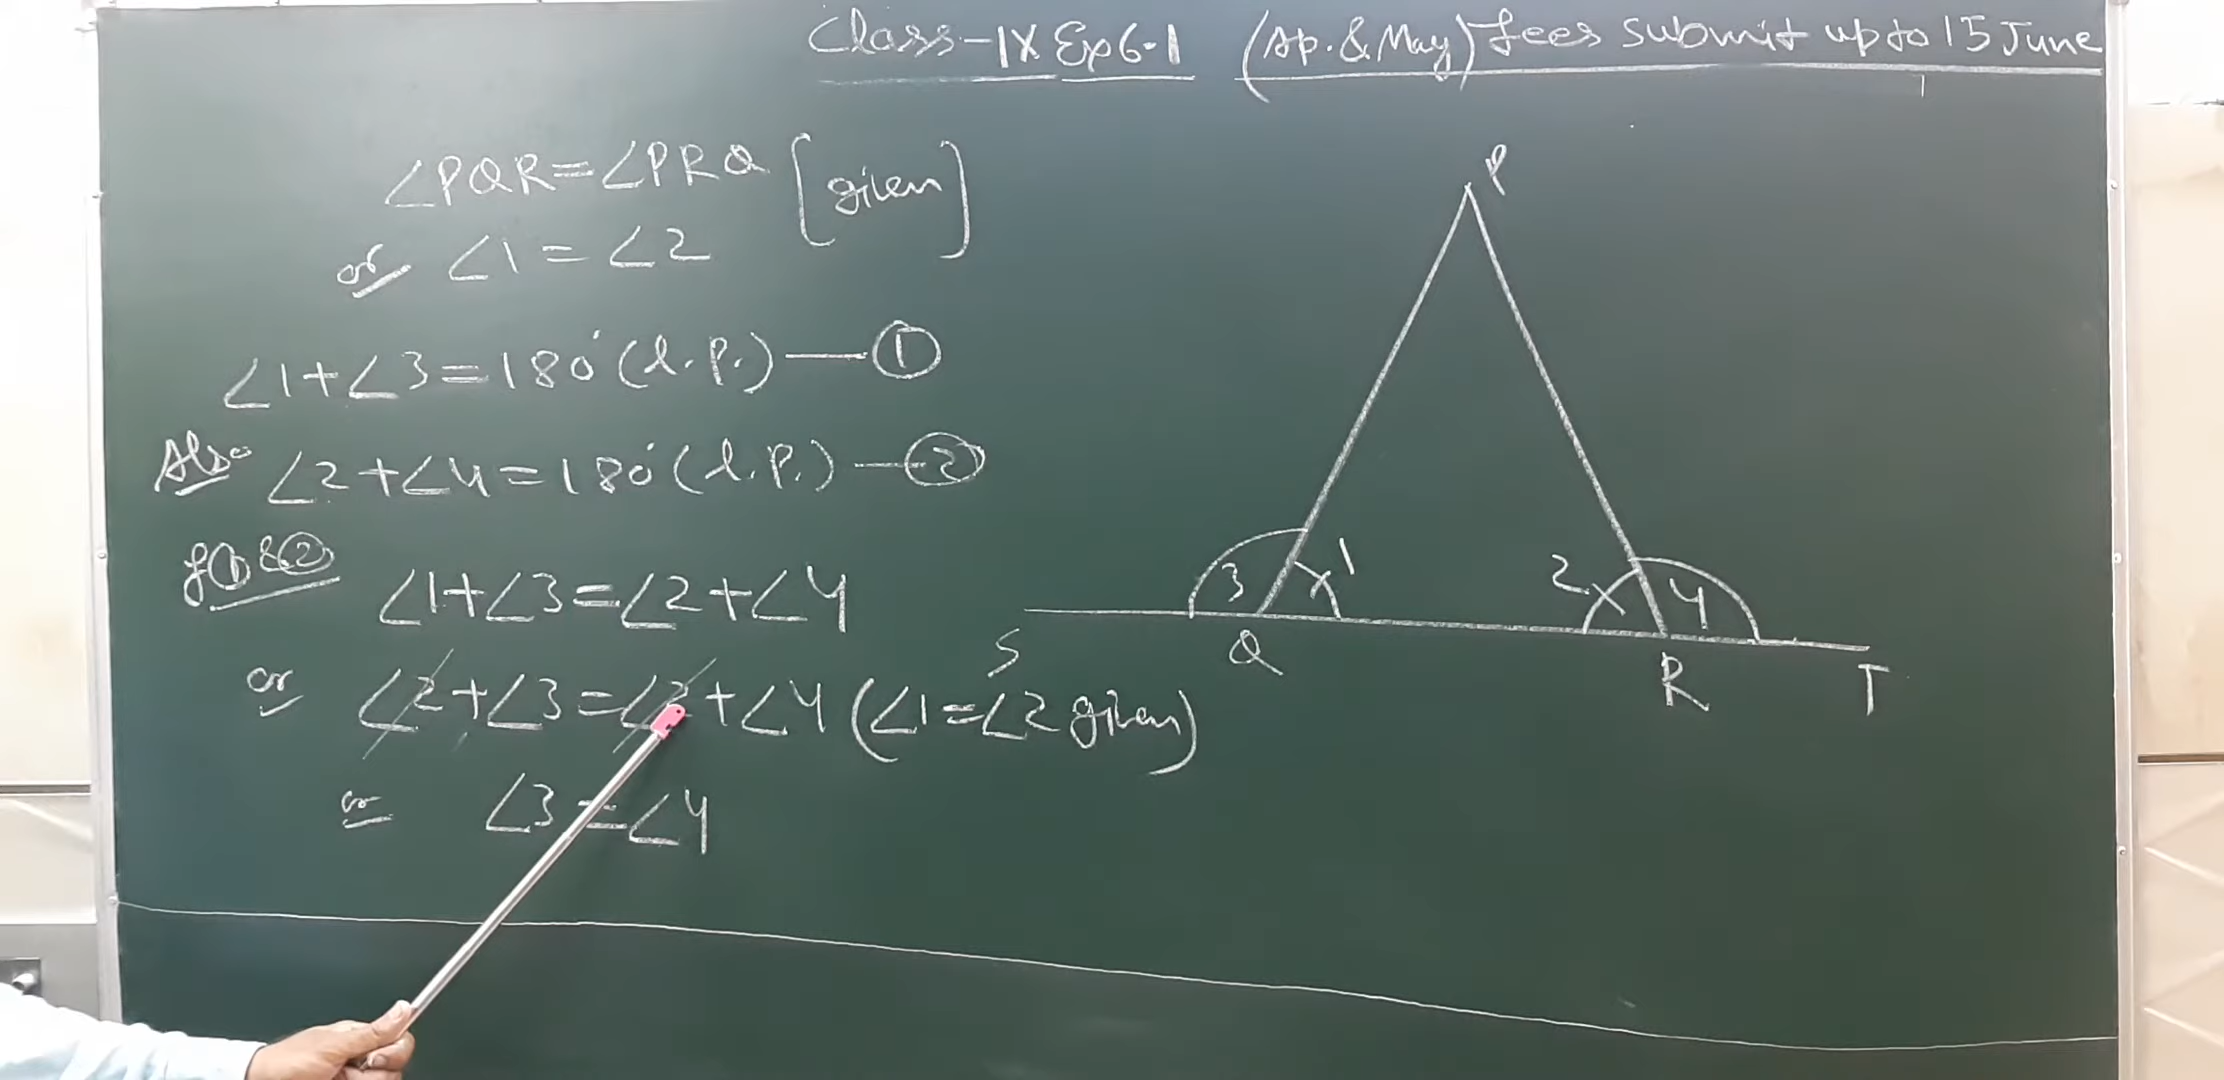 Class-IX Ex 6.1 (Ap. & May) fees submit up to 15 June
∠PQR=∠PRQ [given]
or ∠1=∠2
∠1+∠3=180° (l.p.) — ①
Also ∠2+∠4=180° (l.p.) — ②
f ① & ②
∠1+∠3=∠2+∠4
or ∠2+∠3=∠2+∠4 (∠1=∠2 given)
or ∠3=∠4
P
3 1 2 4
S Q R T